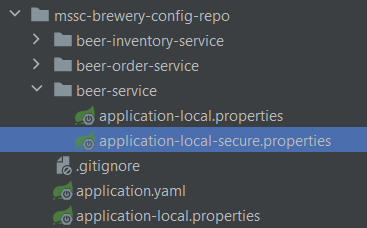 mssc-brewery-config-repo
beer-inventory-service
beer-order-service
beer-service
application-local.properties
application-local-secure.properties
.gitignore
application.yaml
application-local.properties